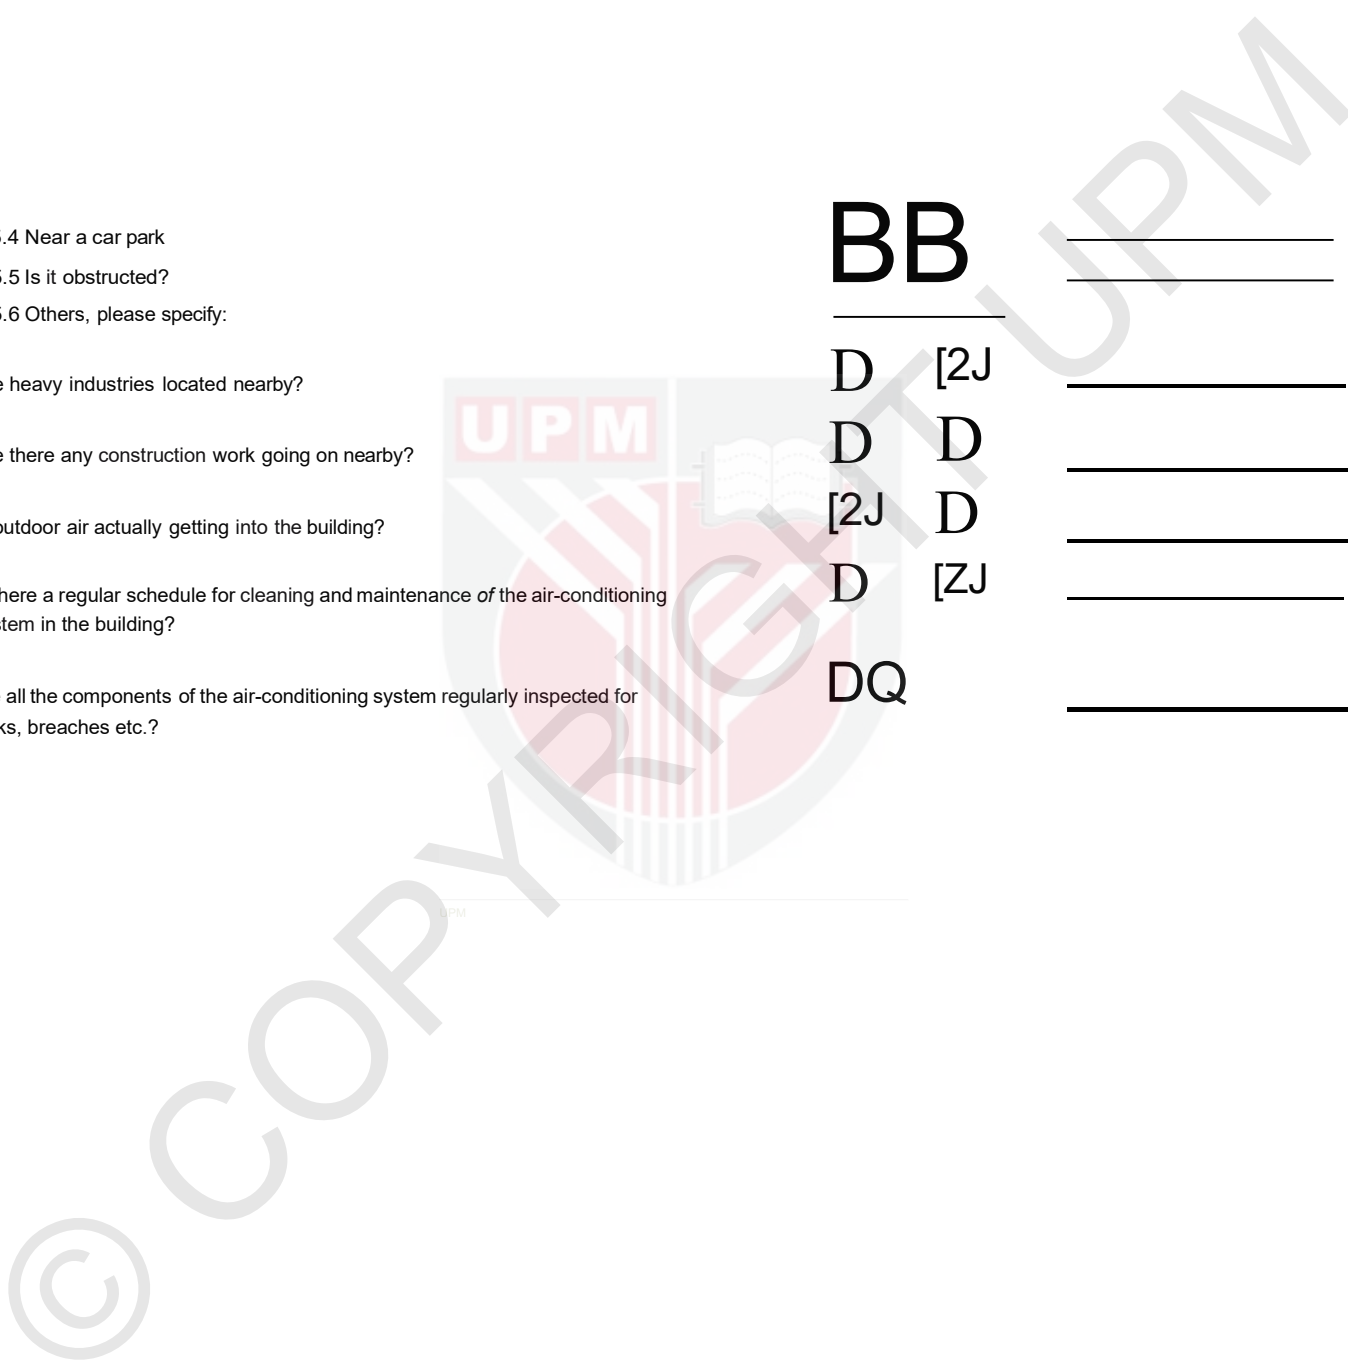 .4 Near a car park
.5 Is it obstructed?
.6 Others, please specify:
BB
e heavy industries located nearby?
D [2J
e there any construction work going on nearby?
D D
outdoor air actually getting into the building?
[2J D
here a regular schedule for cleaning and maintenance of the air-conditioning
stem in the building?
D [ZJ
all the components of the air-conditioning system regularly inspected for
ks, breaches etc.?
DQ
UPM
UPM
© COPYRIGHT UPM